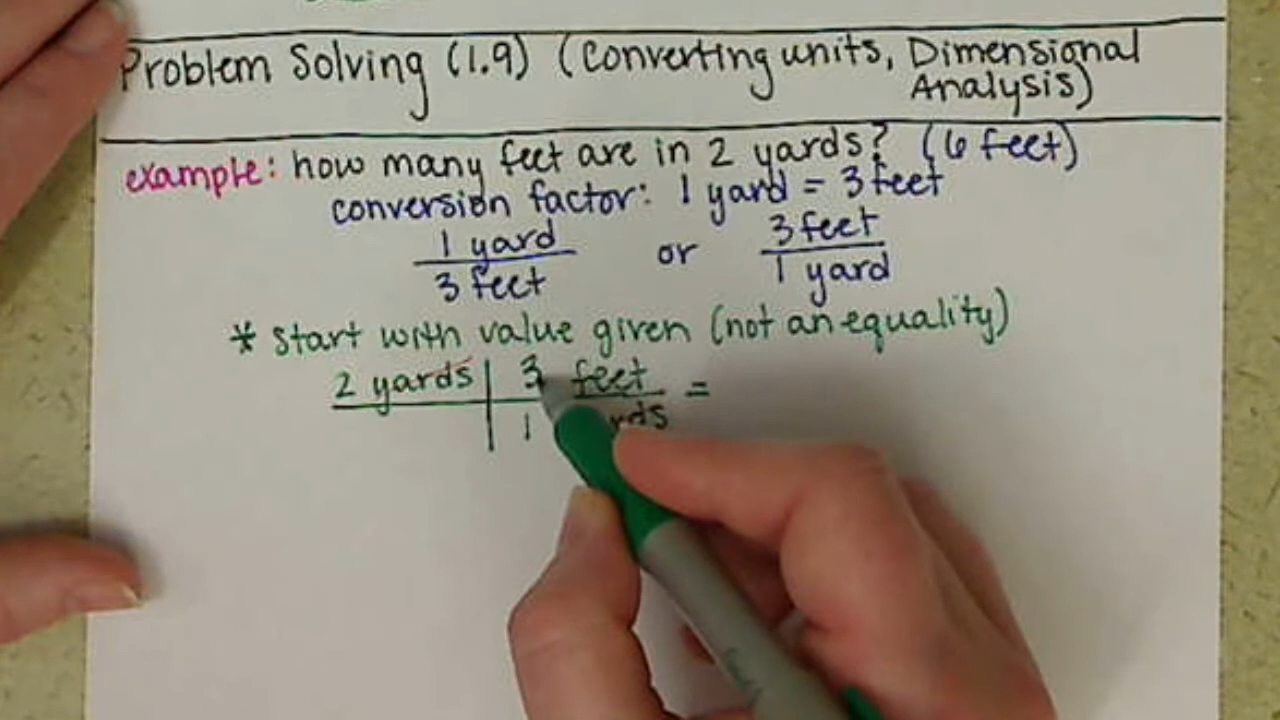 Problem Solving (1.9) (Converting units, Dimensional Analysis)
example: how many feet are in 2 yards? (6 feet)
conversion factor: 1 yard = 3 feet
1 yard or 3 feet
3 feet 1 yard
* start with value given (not an equality)
2 yards | 3 feet =
1